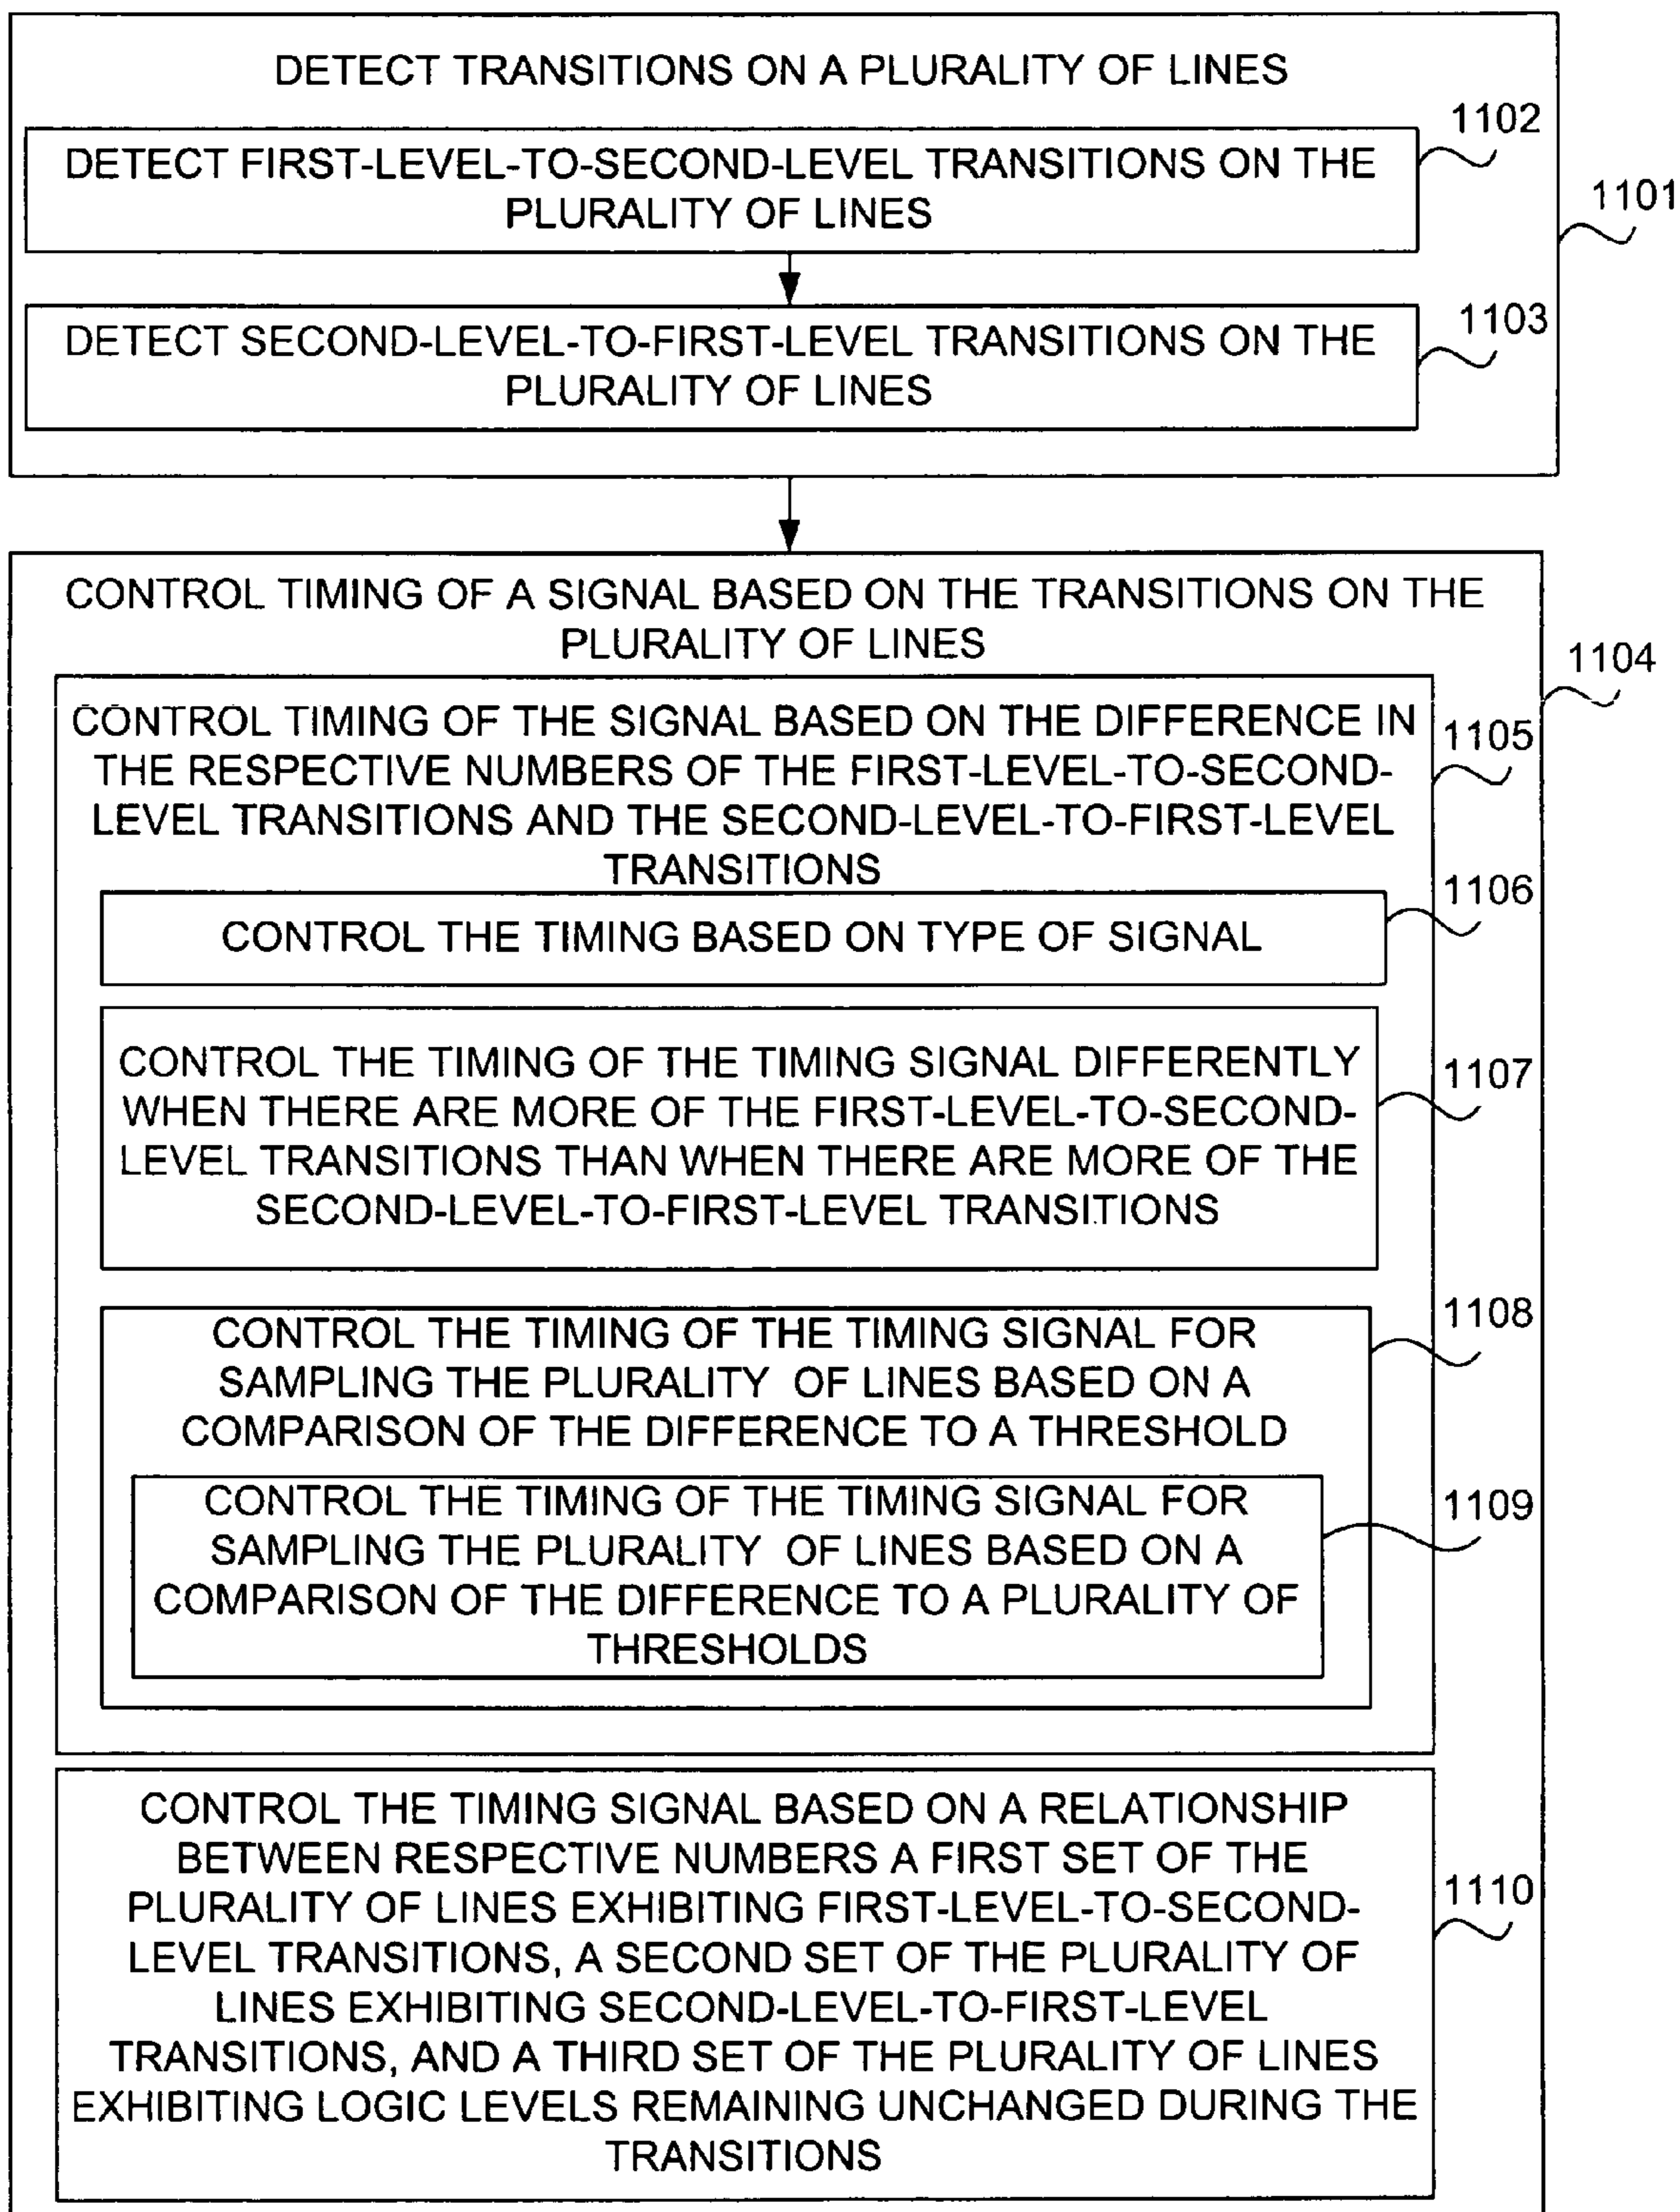 DETECT TRANSITIONS ON A PLURALITY OF LINES
1102
DETECT FIRST-LEVEL-TO-SECOND-LEVEL TRANSITIONS ON THE
PLURALITY OF LINES
1101
1103
DETECT SECOND-LEVEL-TO-FIRST-LEVEL TRANSITIONS ON THE
PLURALITY OF LINES
CONTROL TIMING OF A SIGNAL BASED ON THE TRANSITIONS ON THE
PLURALITY OF LINES
1104
CONTROL TIMING OF THE SIGNAL BASED ON THE DIFFERENCE IN
1105
THE RESPECTIVE NUMBERS OF THE FIRST-LEVEL-TO-SECOND-
LEVEL TRANSITIONS AND THE SECOND-LEVEL-TO-FIRST-LEVEL
TRANSITIONS
1106
CONTROL THE TIMING BASED ON TYPE OF SIGNAL
CONTROL THE TIMING OF THE TIMING SIGNAL DIFFERENTLY
1107
WHEN THERE ARE MORE OF THE FIRST-LEVEL-TO-SECOND-
LEVEL TRANSITIONS THAN WHEN THERE ARE MORE OF THE
SECOND-LEVEL-TO-FIRST-LEVEL TRANSITIONS
1108
CONTROL THE TIMING OF THE TIMING SIGNAL FOR
SAMPLING THE PLURALITY OF LINES BASED ON A
COMPARISON OF THE DIFFERENCE TO A THRESHOLD
CONTROL THE TIMING OF THE TIMING SIGNAL FOR
1109
SAMPLING THE PLURALITY OF LINES BASED ON A
COMPARISON OF THE DIFFERENCE TO A PLURALITY OF
THRESHOLDS
CONTROL THE TIMING SIGNAL BASED ON A RELATIONSHIP
BETWEEN RESPECTIVE NUMBERS A FIRST SET OF THE
1110
PLURALITY OF LINES EXHIBITING FIRST-LEVEL-TO-SECOND-
LEVEL TRANSITIONS, A SECOND SET OF THE PLURALITY OF
LINES EXHIBITING SECOND-LEVEL-TO-FIRST-LEVEL
TRANSITIONS, AND A THIRD SET OF THE PLURALITY OF LINES
EXHIBITING LOGIC LEVELS REMAINING UNCHANGED DURING THE
TRANSITIONS